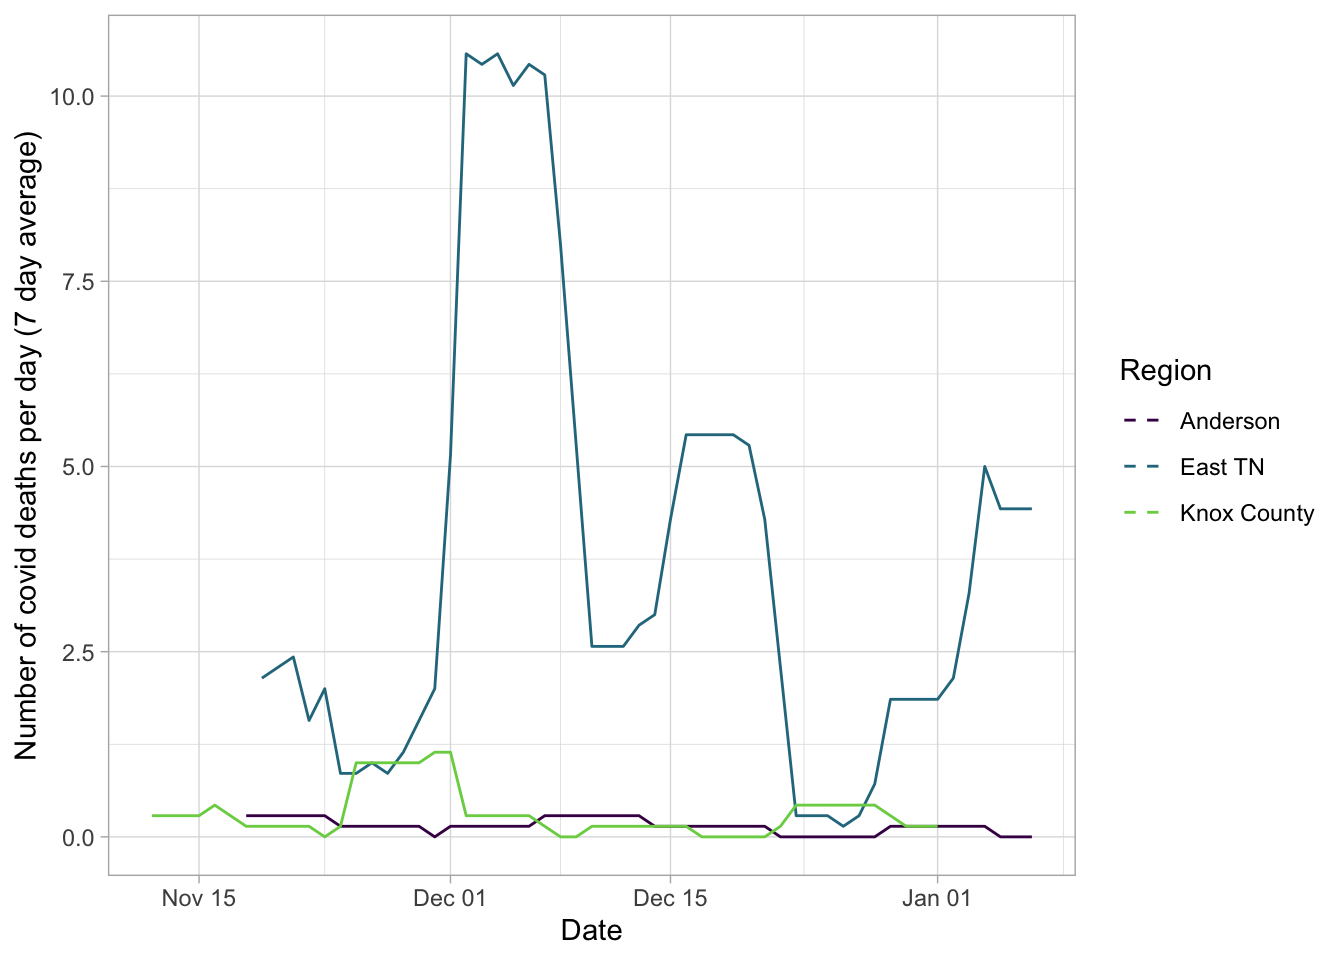 Number of covid deaths per day (7 day average)
10.0
7.5
5.0
2.5
0.0
Nov 15
Dec 01
Dec 15
Jan 01
Date
Region
Anderson
East TN
Knox County